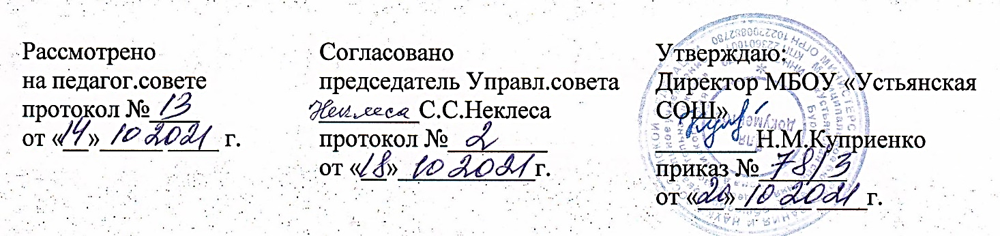 Рассмотрено
на педагог.совете
протокол № 13
от «14» 10 2021 г.
Согласовано
председатель Управл.совета
Неклеса С.С.Неклеса
протокол № 2
от «18» 10 2021 г.
Утверждаю:
Директор МБОУ «Устьянская
СОШ»
Н.М.Куприенко
приказ № 78/3
от «20» 10 2021 г.